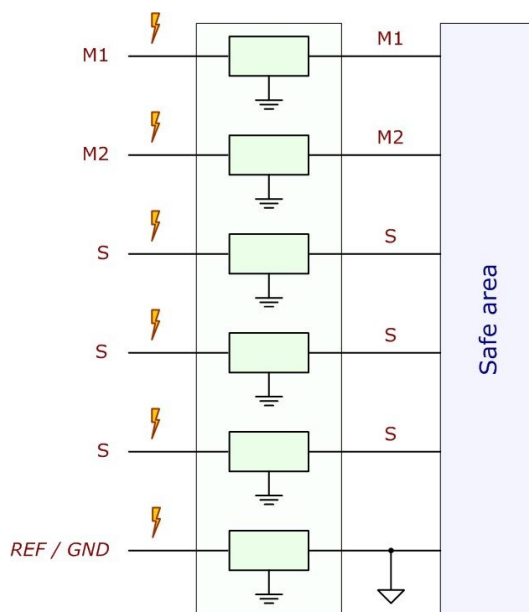 M1 M1
M2 M2
S S
S S
S S
REF / GND
Safe area